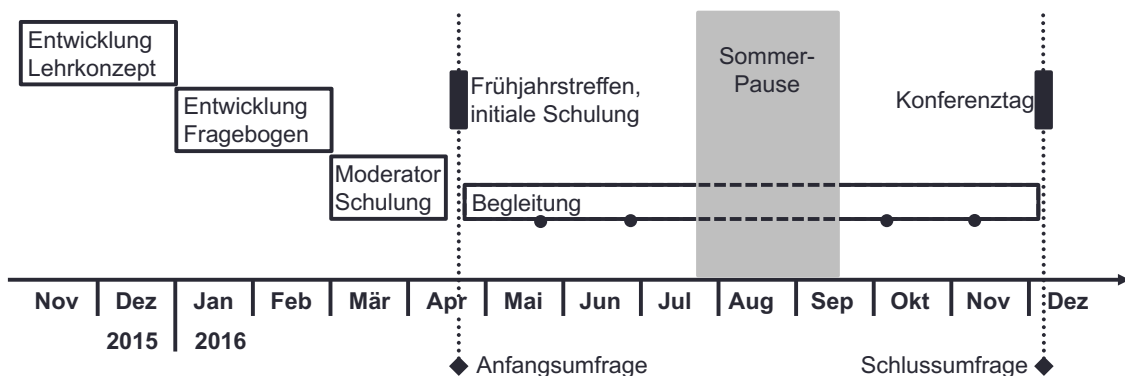 Entwicklung
Lehrkonzept
Entwicklung
Fragebogen
Moderator
Schulung
Frühjahrstreffen,
initiale Schulung
Sommer-
Pause
Konferenztag
Begleitung
Nov Dez Jan Feb Mär Apr Mai Jun Jul Aug Sep Okt Nov Dez
2015 2016
Anfangsumfrage Schlussumfrage